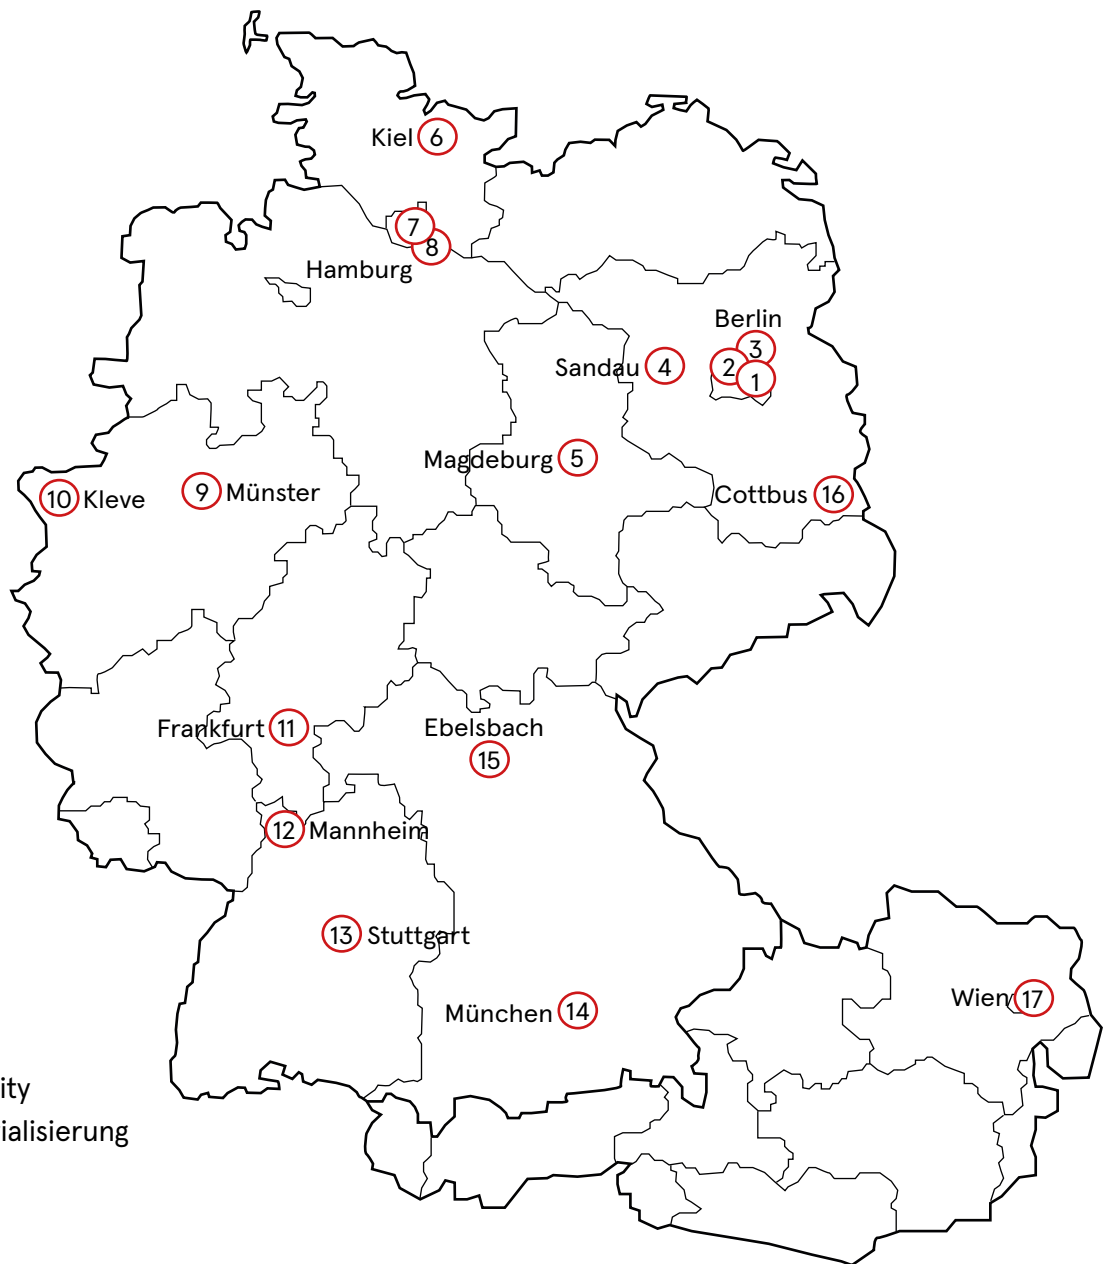 Kiel 6
7
8
Hamburg
Berlin
3
Sandau 4
2
1
Magdeburg 5
10 Kleve
9 Münster
Cottbus 16
Frankfurt 11
Ebelsbach
15
12 Mannheim
13 Stuttgart
Wien 17
München 14
ity
ialisierung